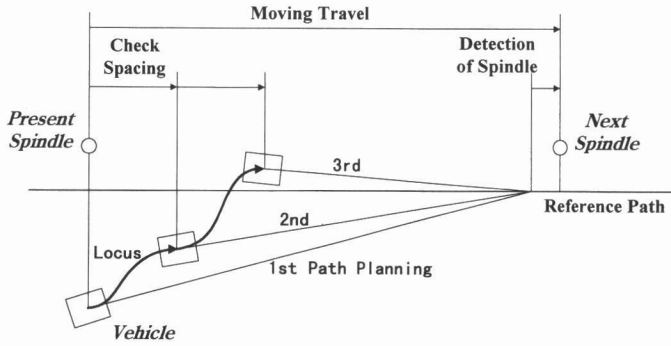 Moving Travel
Check
Spacing
Detection
of Spindle
Present
Spindle
Next
Spindle
3rd
Reference Path
2nd
Locus
1st Path Planning
Vehicle